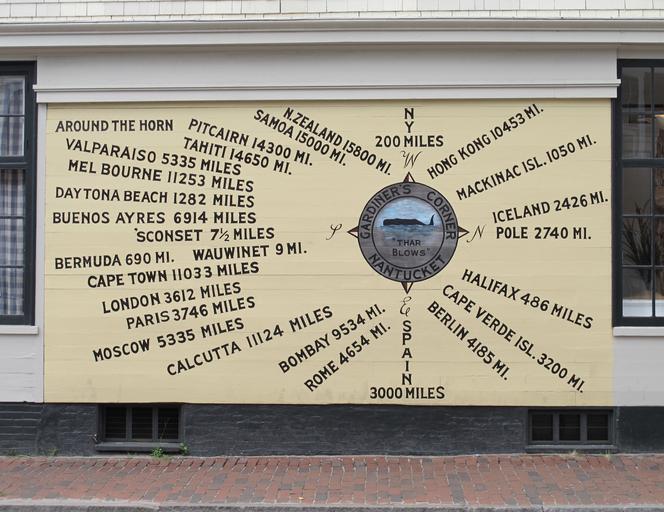 AROUND THE HORN
PITCAIRN 14300 MI.
TAHITI 14650 MI.
N.ZEALAND 15800 MI.
SAMOA 15000 MI.
VALPARAISO 5335 MILES
MEL BOURNE 11253 MILES
DAYTONA BEACH 1282 MILES
BUENOS AYRES 6914 MILES
'SCONSET 7½ MILES
BERMUDA 690 MI.
WAUWINET 9 MI.
CAPE TOWN 11033 MILES
LONDON 3612 MILES
PARIS 3746 MILES
MOSCOW 5335 MILES
CALCUTTA 11124 MILES
BOMBAY 9534 MI.
ROME 4654 MI.
NY
200 MILES
W
S
GARDINER'S CORNER
"THAR
BLOWS"
NANTUCKET
N
E
SPAIN
3000 MILES
HONG KONG 10453 MI.
MACKINAC ISL. 1050 MI.
ICELAND 2426 MI.
POLE 2740 MI.
HALIFAX 486 MILES
CAPE VERDE ISL. 3200 MI.
BERLIN 4185 MI.